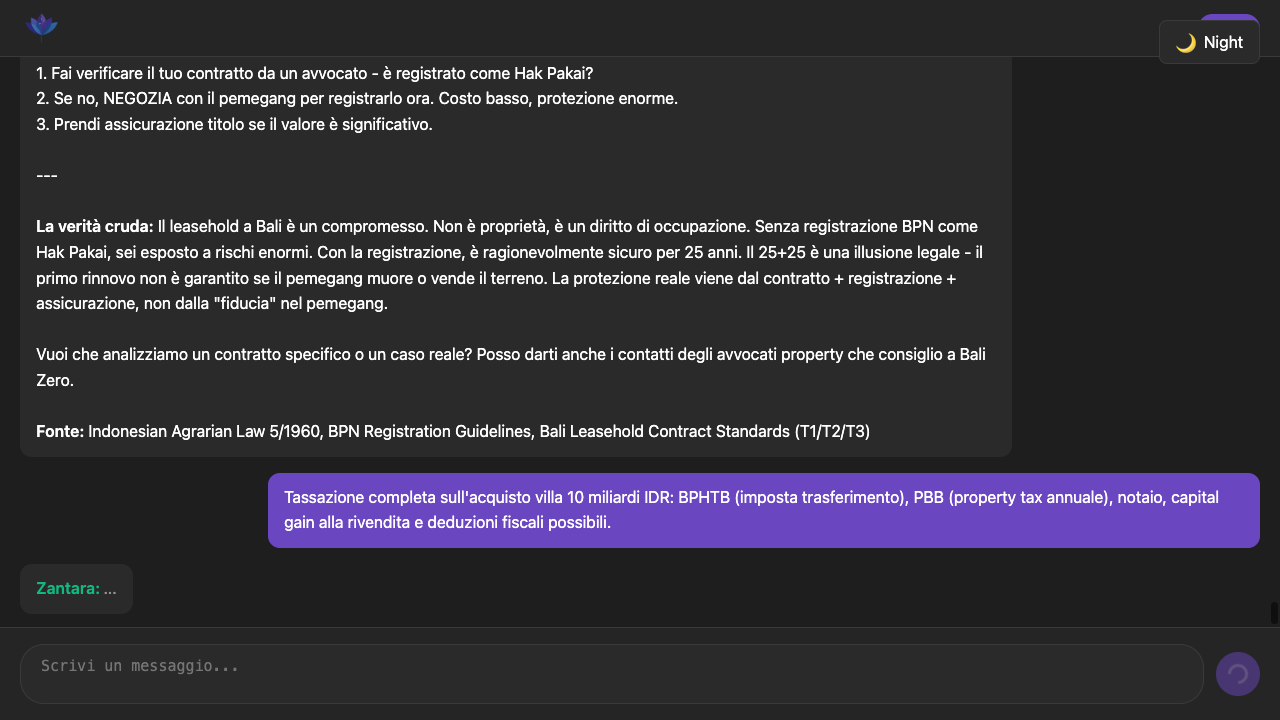 Night
1. Fai verificare il tuo contratto da un avvocato - è registrato come Hak Pakai?
2. Se no, NEGOZIA con il pemegang per registrarlo ora. Costo basso, protezione enorme.
3. Prendi assicurazione titolo se il valore è significativo.
---
La verità cruda: Il leasehold a Bali è un compromesso. Non è proprietà, è un diritto di occupazione. Senza registrazione BPN come
Hak Pakai, sei esposto a rischi enormi. Con la registrazione, è ragionevolmente sicuro per 25 anni. Il 25+25 è una illusione legale - il
primo rinnovo non è garantito se il pemegang muore o vende il terreno. La protezione reale viene dal contratto + registrazione +
assicurazione, non dalla "fiducia" nel pemegang.
Vuoi che analizziamo un contratto specifico o un caso reale? Posso darti anche i contatti degli avvocati property che consiglio a Bali
Zero.
Fonte: Indonesian Agrarian Law 5/1960, BPN Registration Guidelines, Bali Leasehold Contract Standards (T1/T2/T3)
Tassazione completa sull'acquisto villa 10 miliardi IDR: BPHTB (imposta trasferimento), PBB (property tax annuale), notaio, capital
gain alla rivendita e deduzioni fiscali possibili.
Zantara: ...
Scrivi un messaggio...